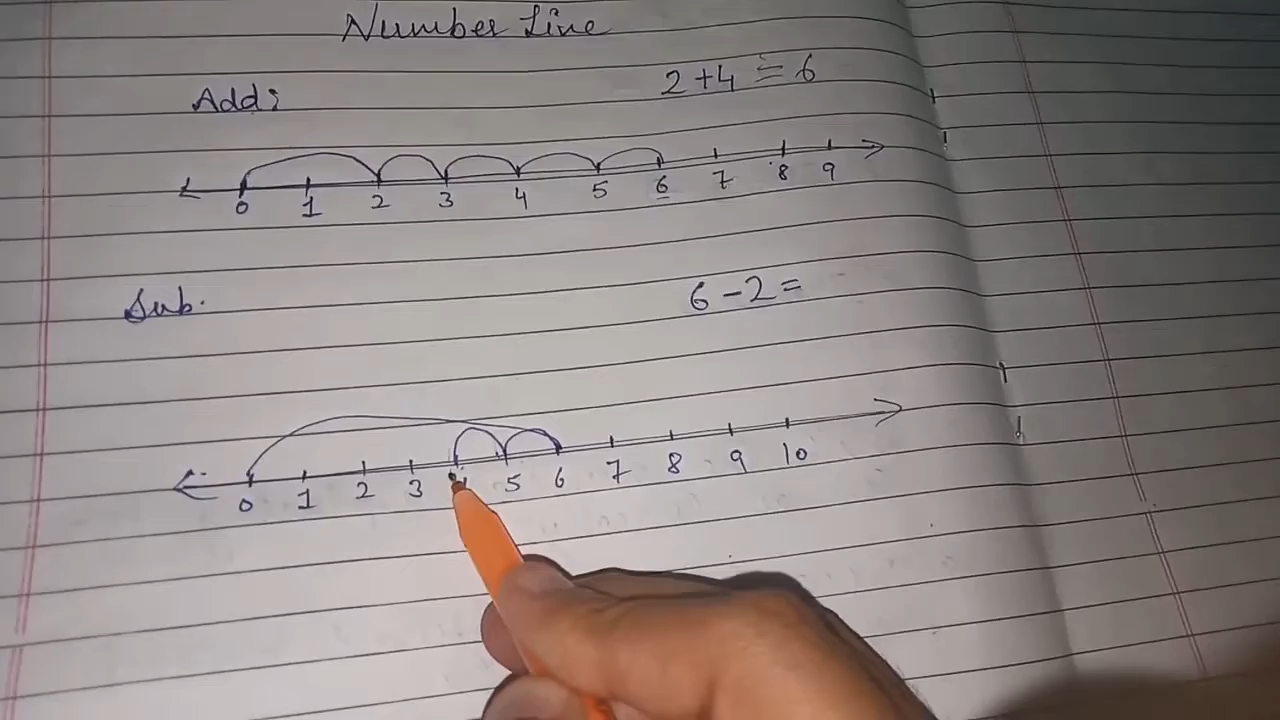 Number Line
Add:
2+4 = 6
0 1 2 3 4 5 6 7 8 9
Sub.
6-2=
0 1 2 3 4 5 6 7 8 9 10